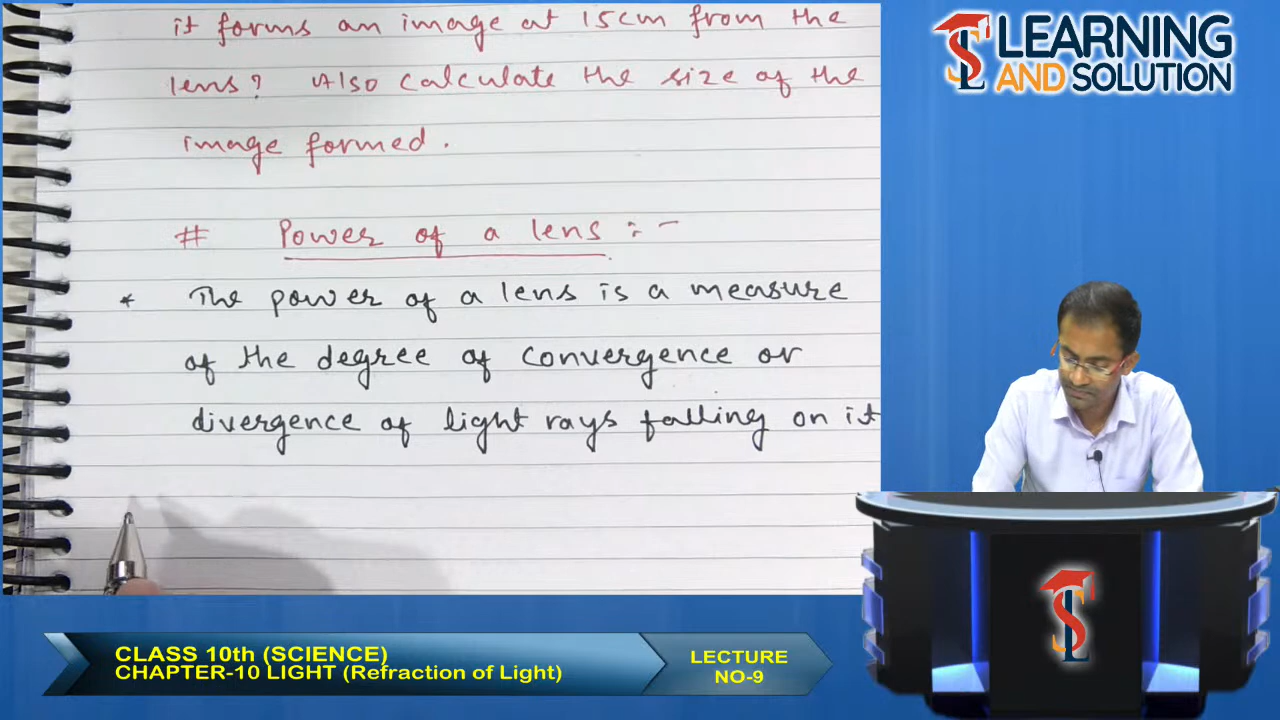 it forms an image at 15cm from the
lens? Also calculate the size of the
image formed.
# Power of a lens :-
* The power of a lens is a measure
of the degree of convergence or
divergence of light rays falling on it
LEARNING
AND SOLUTION
CLASS 10th (SCIENCE)
CHAPTER-10 LIGHT (Refraction of Light)
LECTURE
NO-9